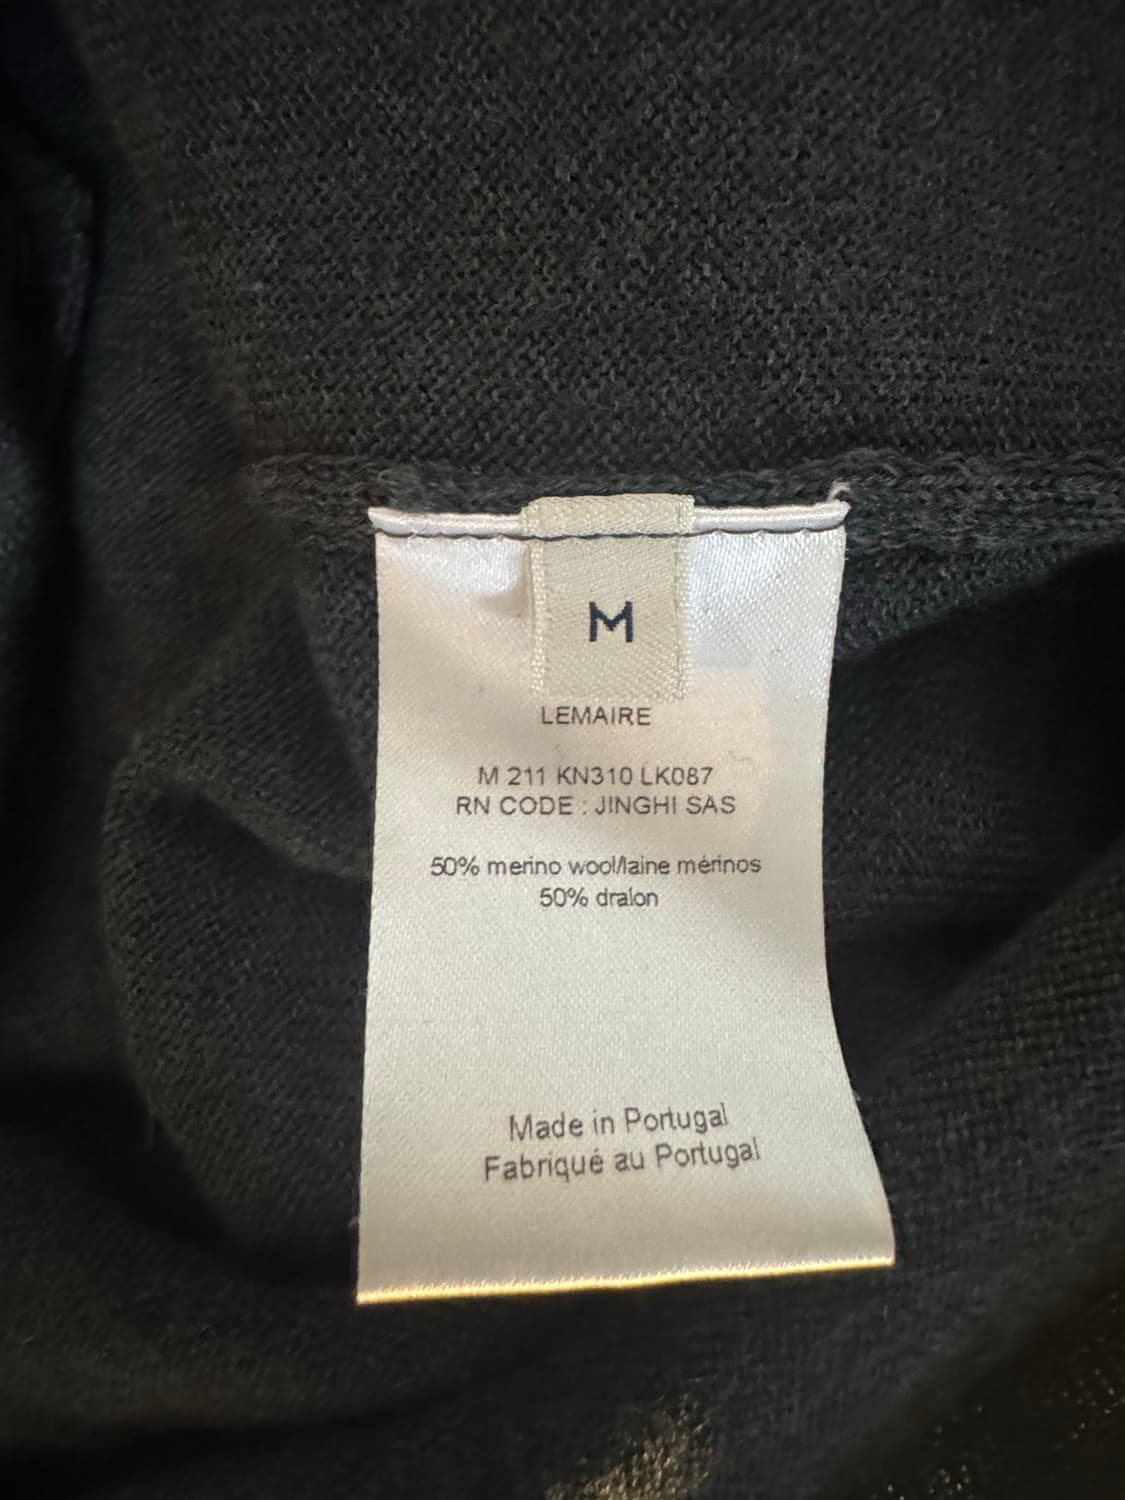 M
LEMAIRE
M 211 KN310 LK087
RN CODE : JINGHI SAS
50% merino wool/laine mérinos
50% dralon
Made in Portugal
Fabriqué au Portugal